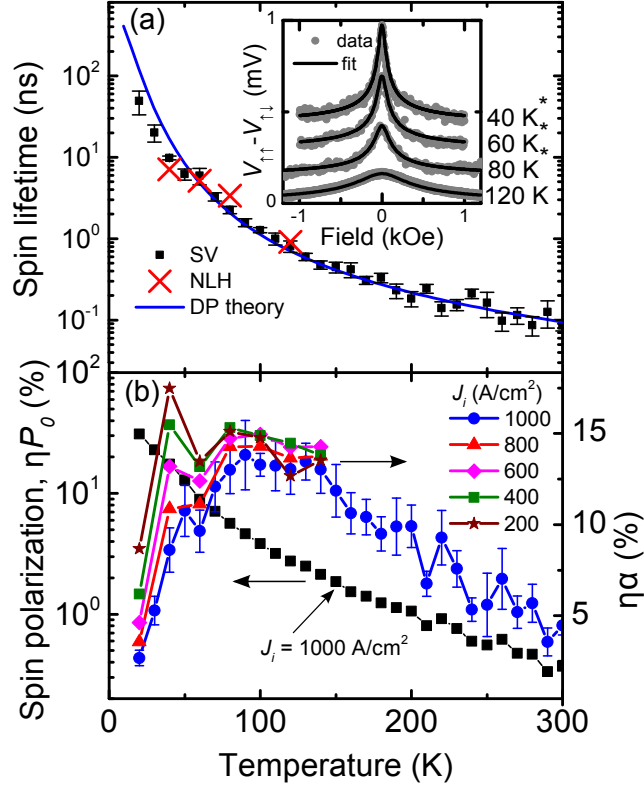 (a)
Spin lifetime (ns)
10²
10¹
10⁰
10⁻¹
SV
NLH
DP theory
V↑↑-V↑↓ (mV)
1
0
data
fit
40 K*
60 K*
80 K*
120 K
-1 0 1
Field (kOe)
(b)
Spin polarization, ηP₀ (%)
10²
10¹
10⁰
Jᵢ (A/cm²)
1000
800
600
400
200
Jᵢ = 1000 A/cm²
15
10
5
ηα (%)
0 100 200 300
Temperature (K)